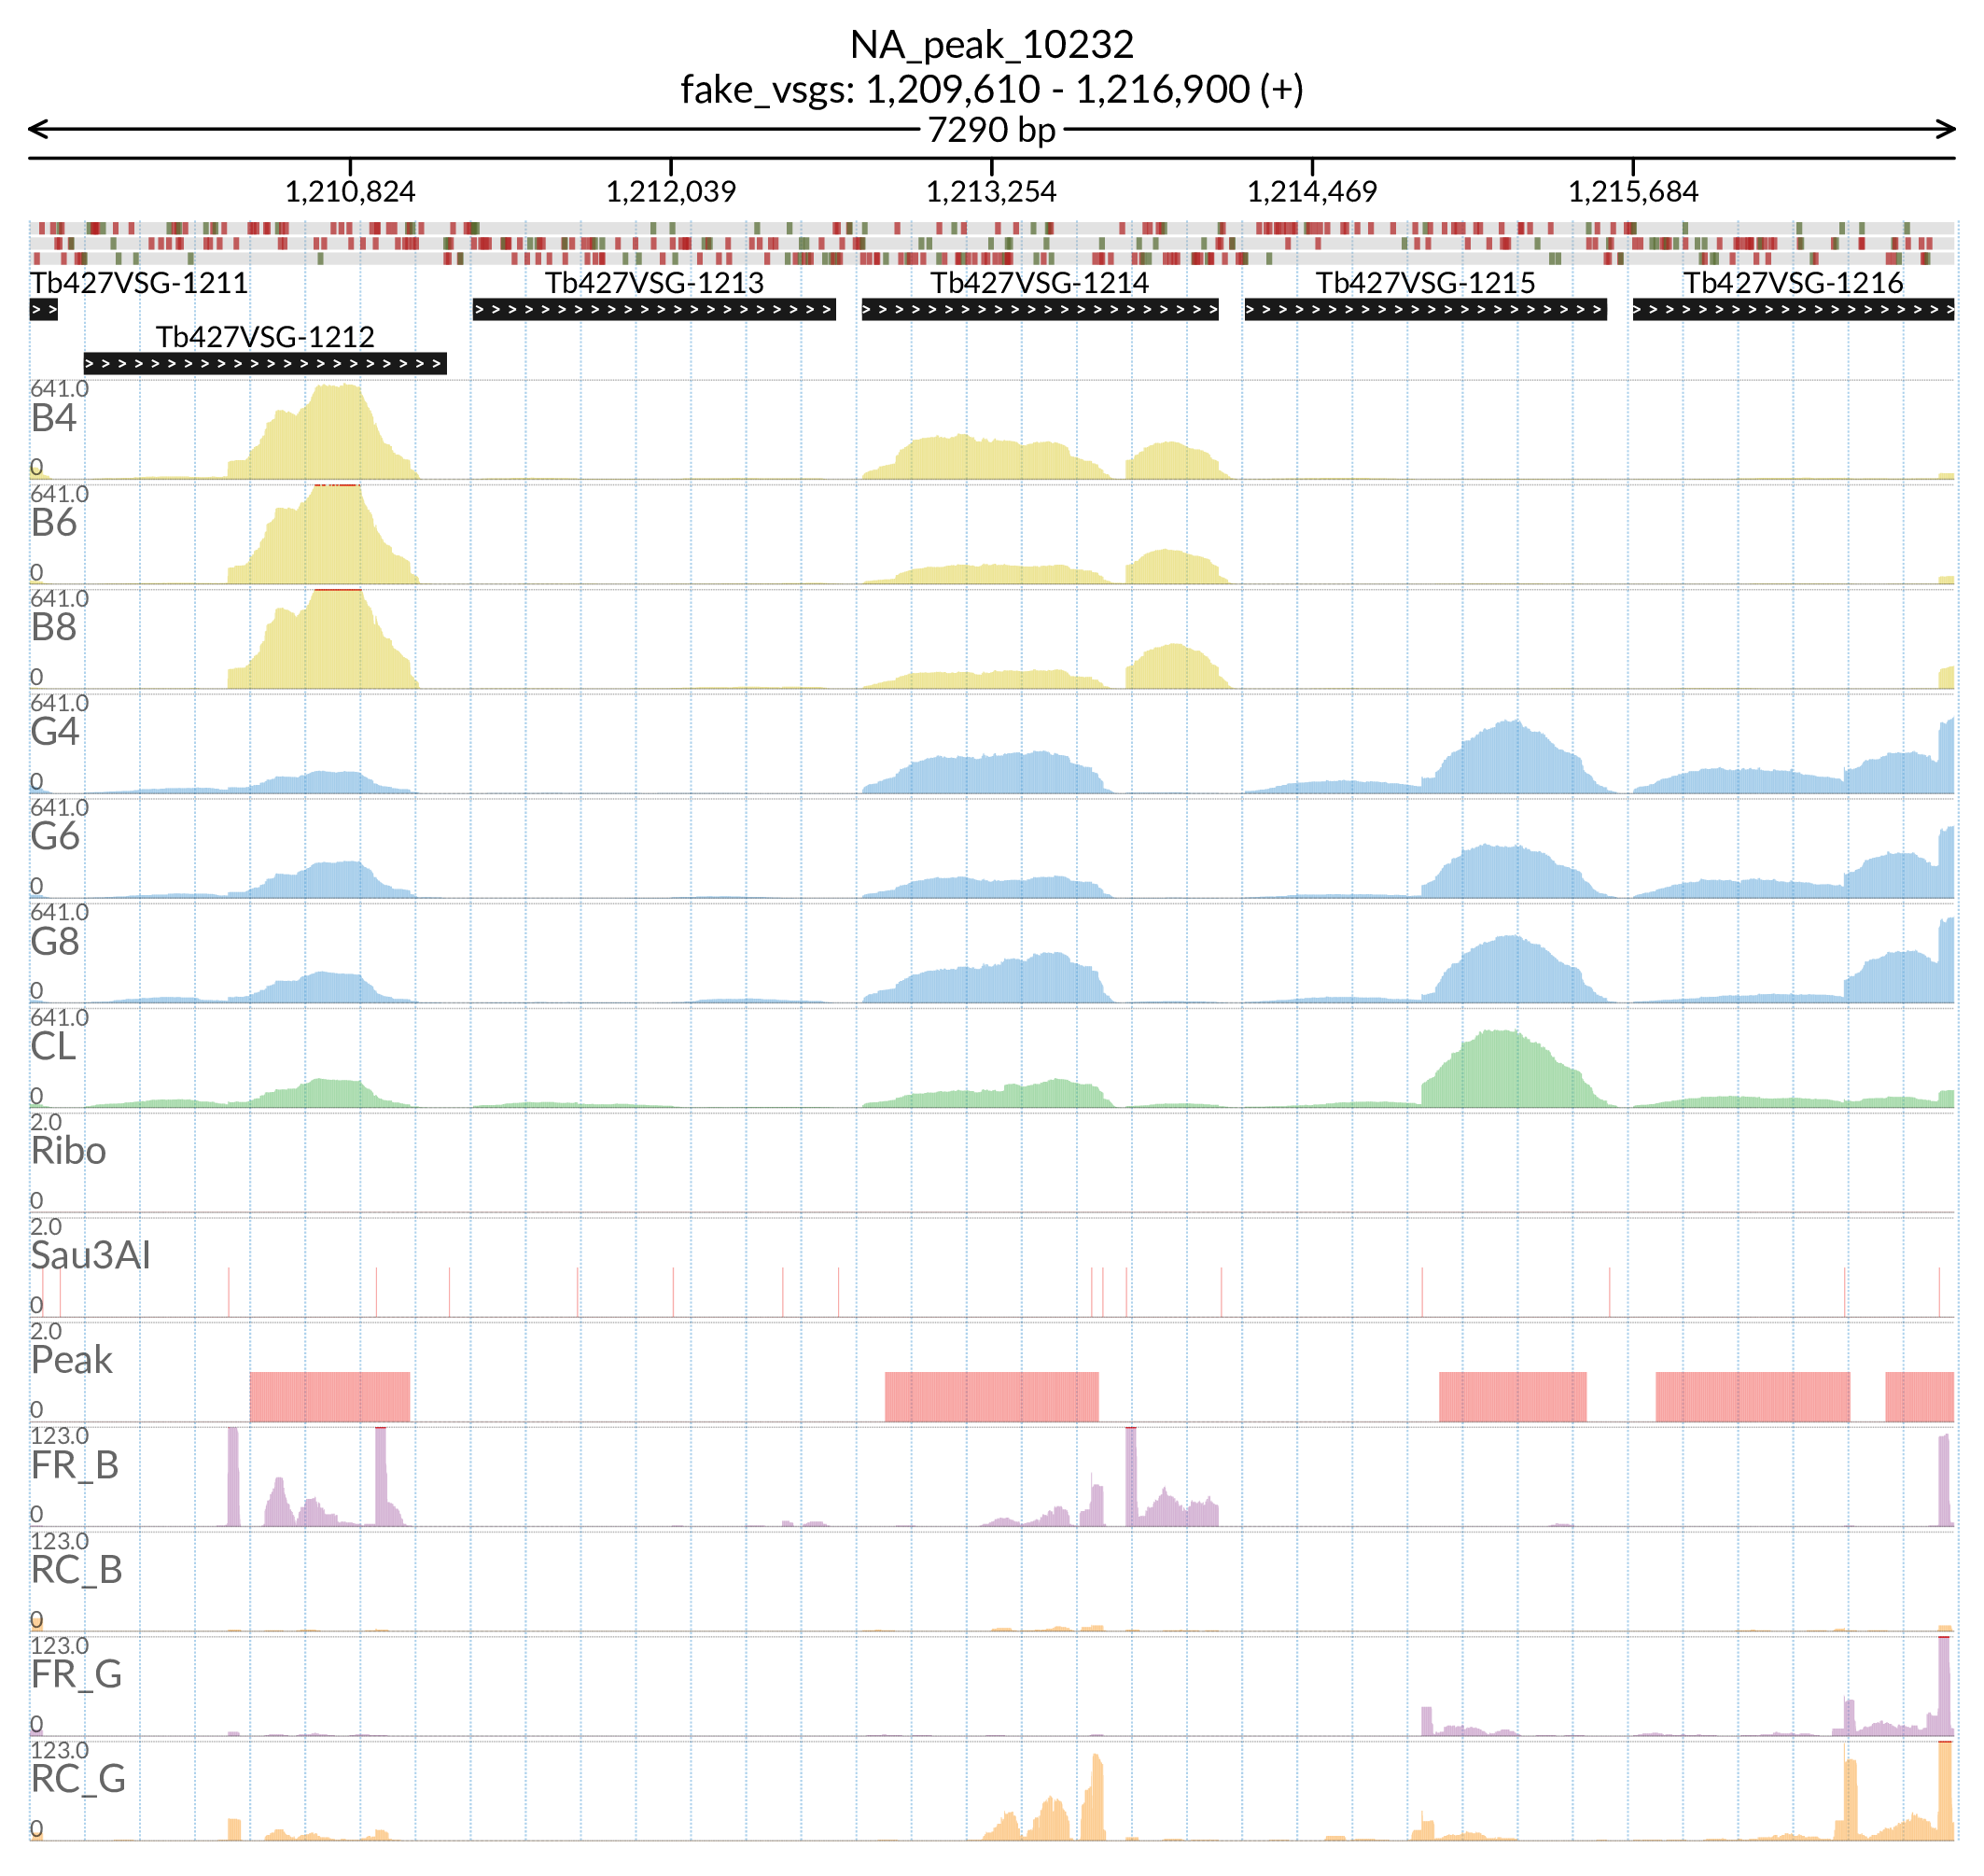 NA_peak_10232
fake_vsgs: 1,209,610 - 1,216,900 (+)
7290 bp
1,210,824 1,212,039 1,213,254 1,214,469 1,215,684
Tb427VSG-1211 Tb427VSG-1213 Tb427VSG-1214 Tb427VSG-1215 Tb427VSG-1216
Tb427VSG-1212
641.0
B4
0
641.0
B6
0
641.0
B8
0
641.0
G4
0
641.0
G6
0
641.0
G8
0
641.0
CL
0
2.0
Ribo
0
2.0
Sau3AI
0
2.0
Peak
0
123.0
FR_B
0
123.0
RC_B
0
123.0
FR_G
0
123.0
RC_G
0